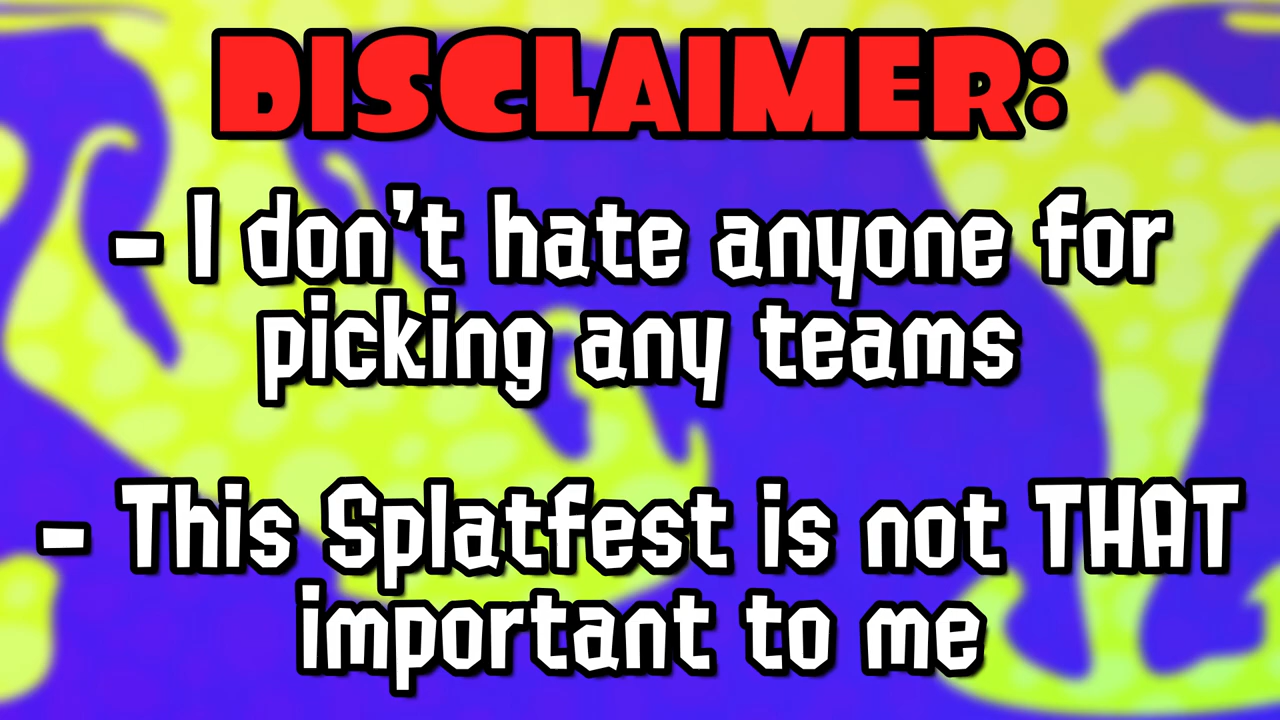 DISCLAIMER:
- I don't hate anyone for
picking any teams
- This Splatfest is not THAT
important to me